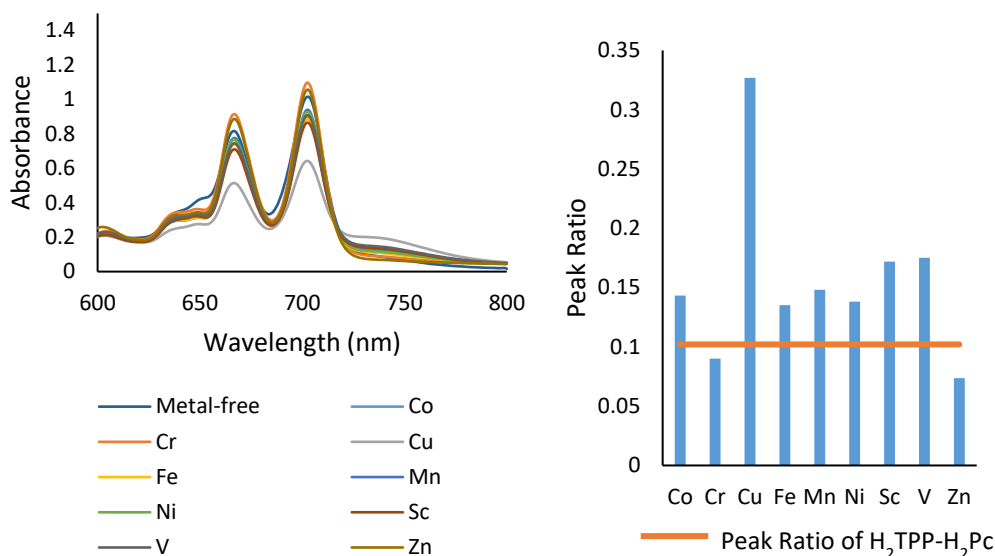 1.4
1.2
1
0.8
0.6
0.4
0.2
0
Absorbance
600 650 700 750 800
Wavelength (nm)
Metal-free Co
Cr Cu
Fe Mn
Ni Sc
V Zn
0.35
0.3
0.25
0.2
0.15
0.1
0.05
0
Peak Ratio
Co Cr Cu Fe Mn Ni Sc V Zn
Peak Ratio of H₂TPP-H₂Pc